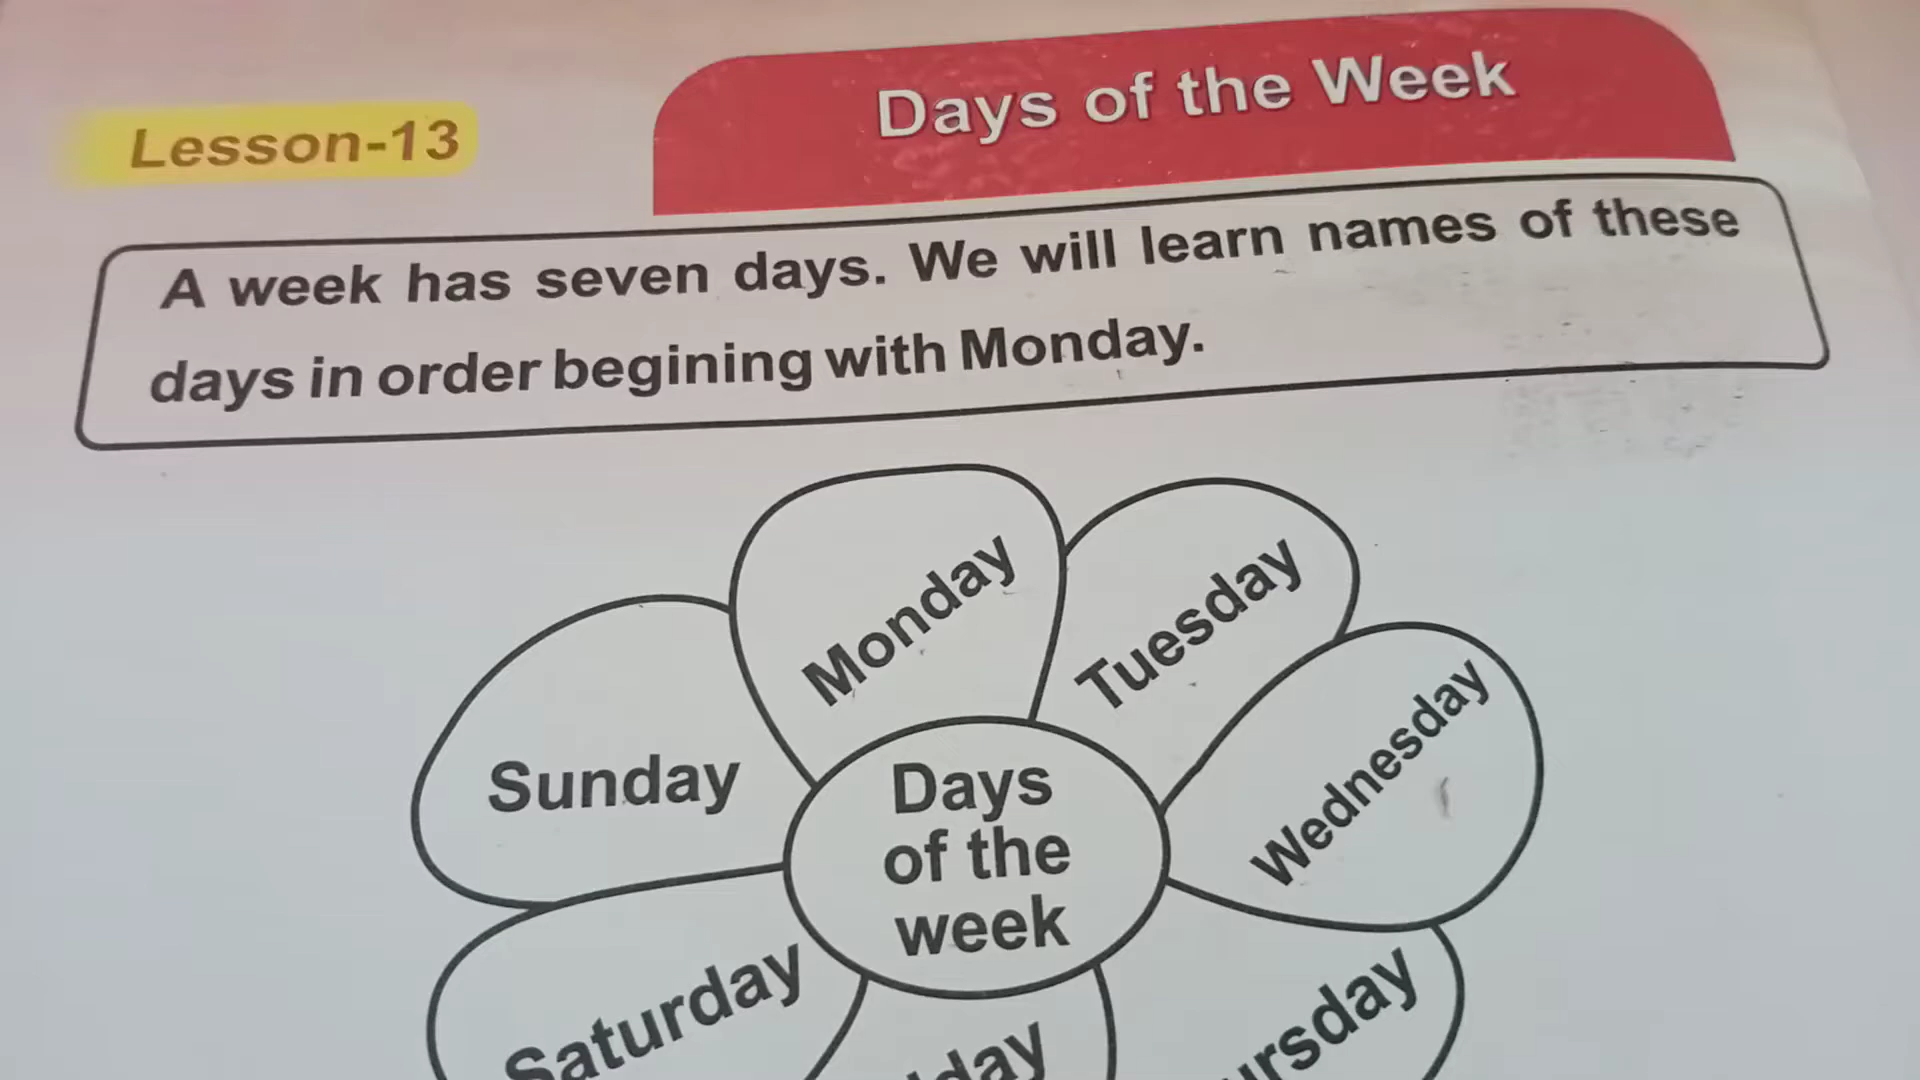 Lesson-13
Days of the Week
A week has seven days. We will learn names of these
days in order begining with Monday.
Monday
Tuesday
Wednesday
Sunday
Days
of the
week
Saturday